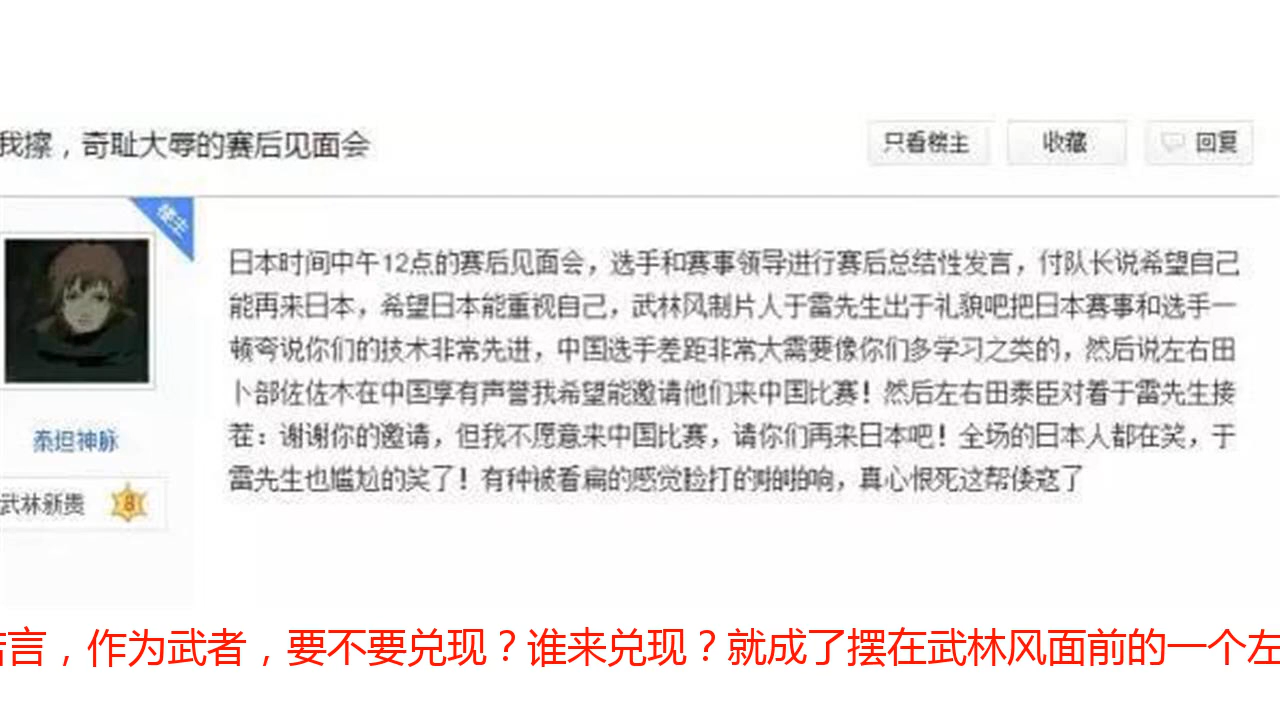 我擦，奇耻大辱的赛后见面会
只看楼主
收藏
回复
楼主
日本时间中午12点的赛后见面会，选手和赛事领导进行赛后总结性发言，付队长说希望自己
能再来日本，希望日本能重视自己，武林风制片人于雷先生出于礼貌吧把日本赛事和选手一
顿夸说你们的技术非常先进，中国选手差距非常大需要像你们多学习之类的，然后说左右田
卜部佐佐木在中国享有声誉我希望能邀请他们来中国比赛！然后左右田泰臣对着于雷先生接
茬：谢谢你的邀请，但我不愿意来中国比赛，请你们再来日本吧！全场的日本人都在笑，于
雷先生也尴尬的笑了！有种被看扁的感觉脸打的啪啪响，真心恨死这帮倭寇了
泰坦神脉
武林新贵 8
言，作为武者，要不要兑现？谁来兑现？就成了摆在武林风面前的一个左